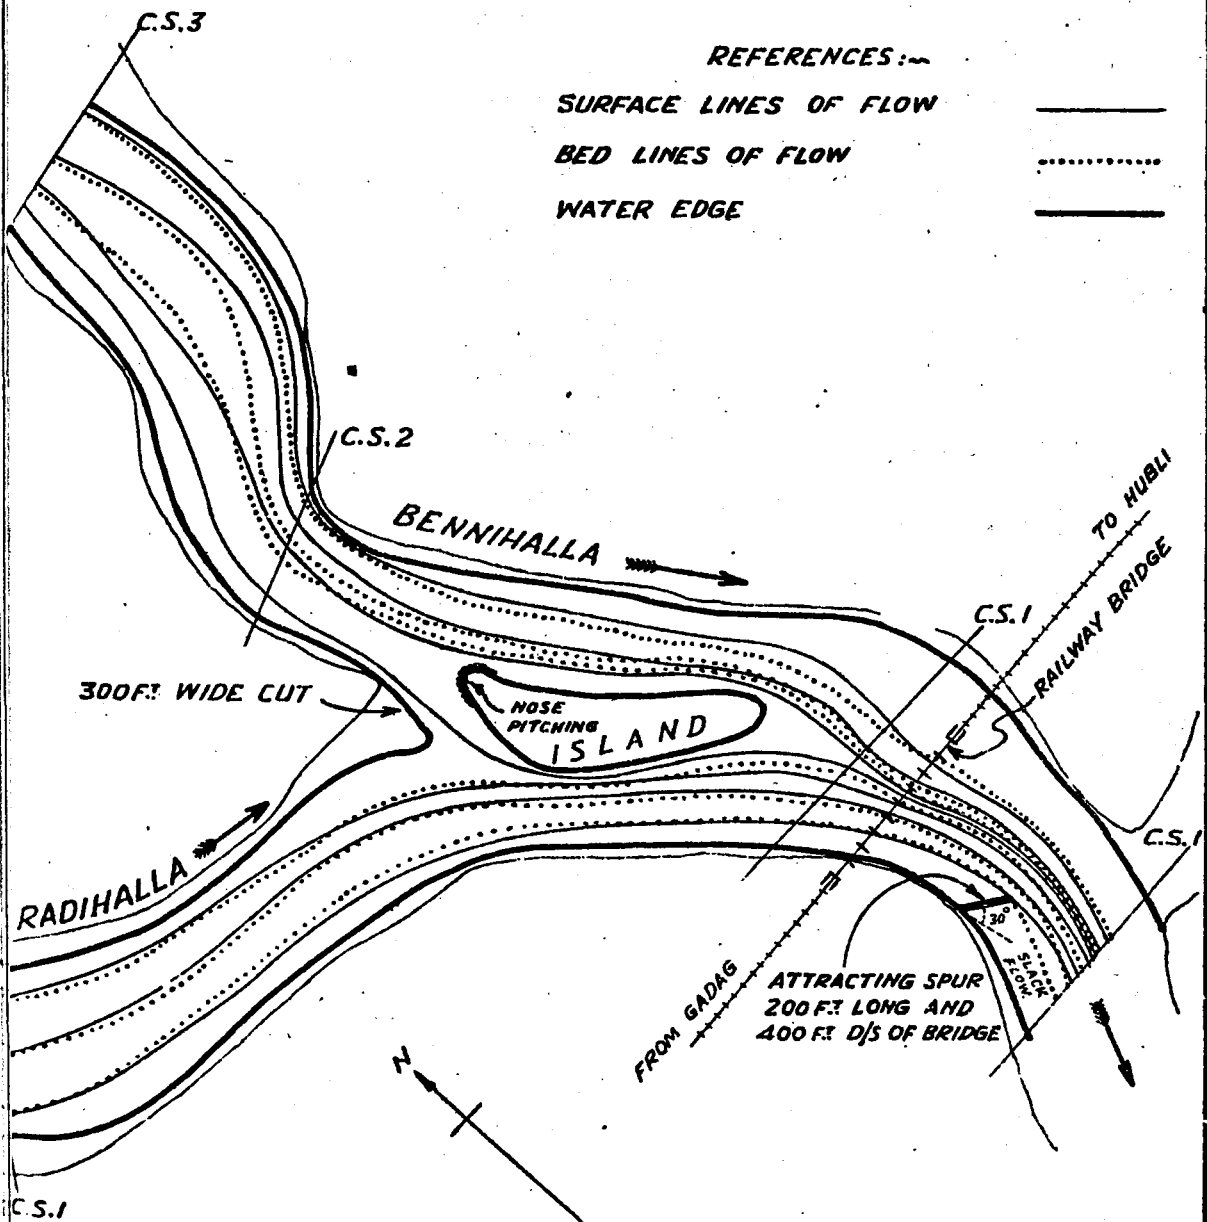 C.S.3
REFERENCES:~
SURFACE LINES OF FLOW
BED LINES OF FLOW
WATER EDGE
C.S.2
BENNIHALLA
TO HUBLI
RAILWAY BRIDGE
C.S.1
300FT. WIDE CUT
NOSE
PITCHING
ISLAND
C.S.1
RADIHALLA
30°
SLACK
FLOW.
ATTRACTING SPUR
200 FT. LONG AND
400 FT. D/S OF BRIDGE
FROM GADAG
N
C.S.1